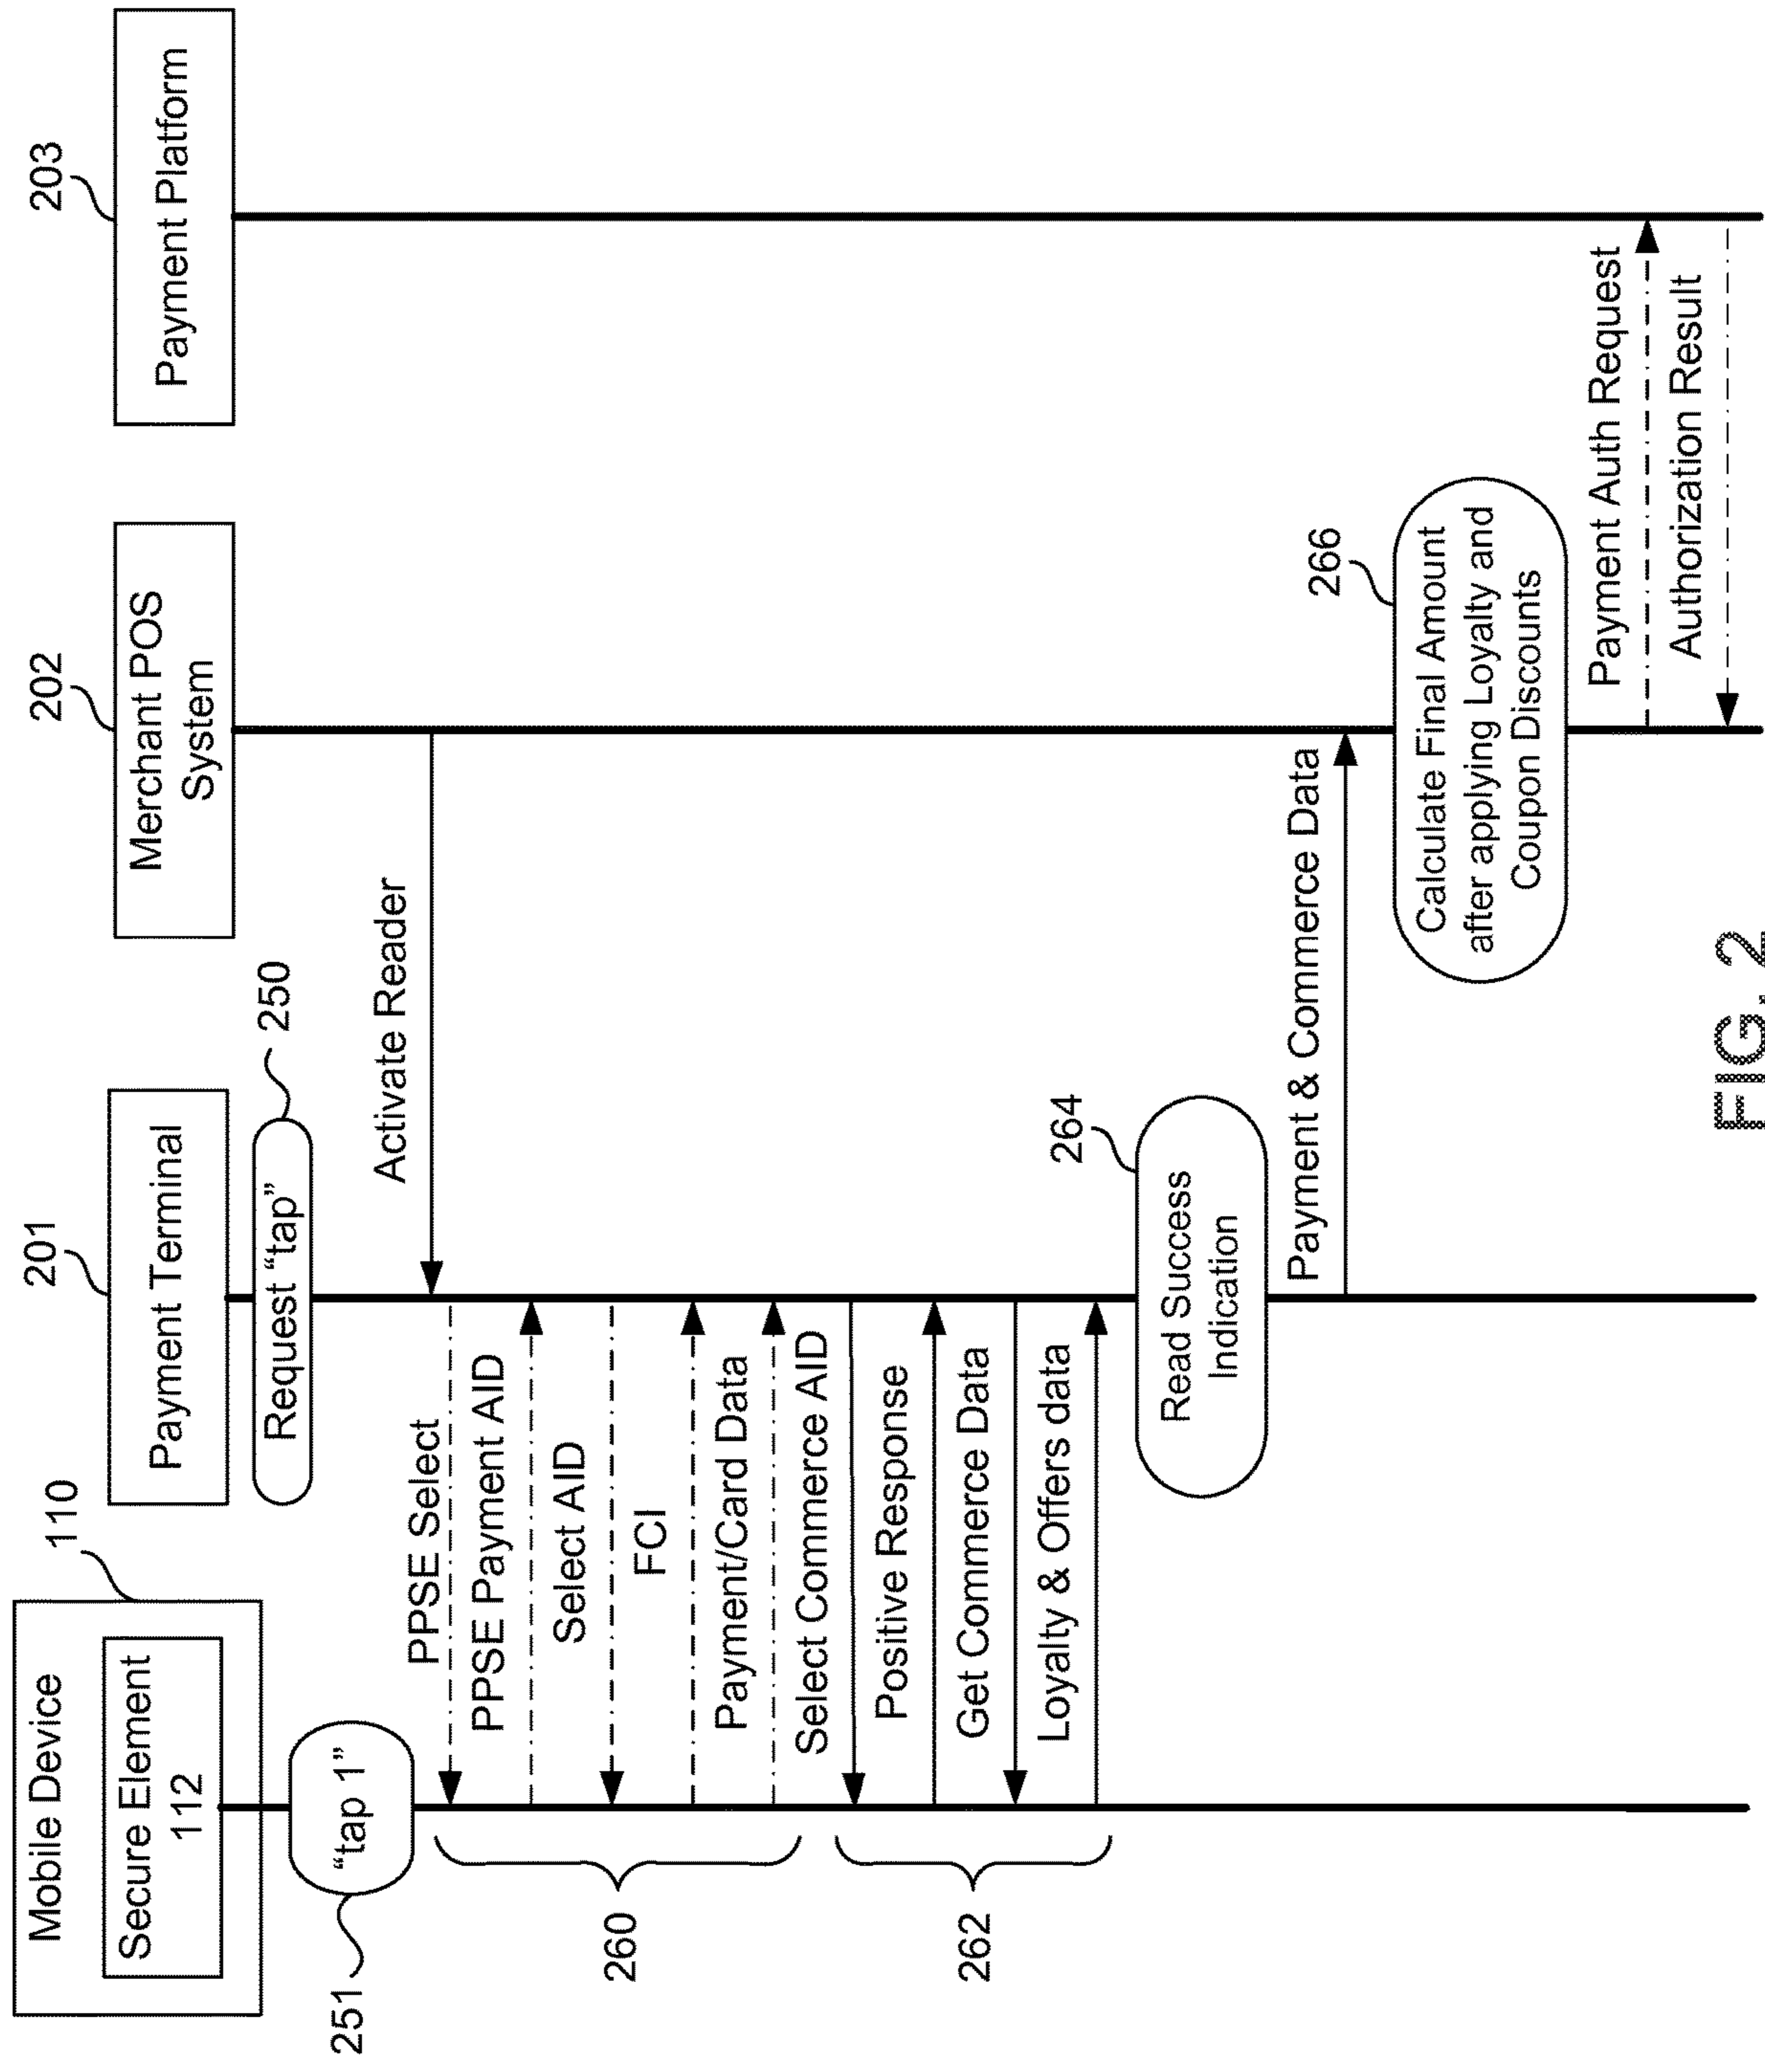 110
Mobile Device
Secure Element
112
201
Payment Terminal
202
Merchant POS
System
203
Payment Platform
250
Request “tap”
251
“tap 1”
Activate Reader
PPSE Select
PPSE Payment AID
Select AID
FCI
Payment/Card Data
260
Select Commerce AID
Positive Response
Get Commerce Data
Loyalty & Offers data
262
264
Read Success
Indication
Payment & Commerce Data
266
Calculate Final Amount
after applying Loyalty and
Coupon Discounts
Payment Auth Request
Authorization Result
FIG. 2